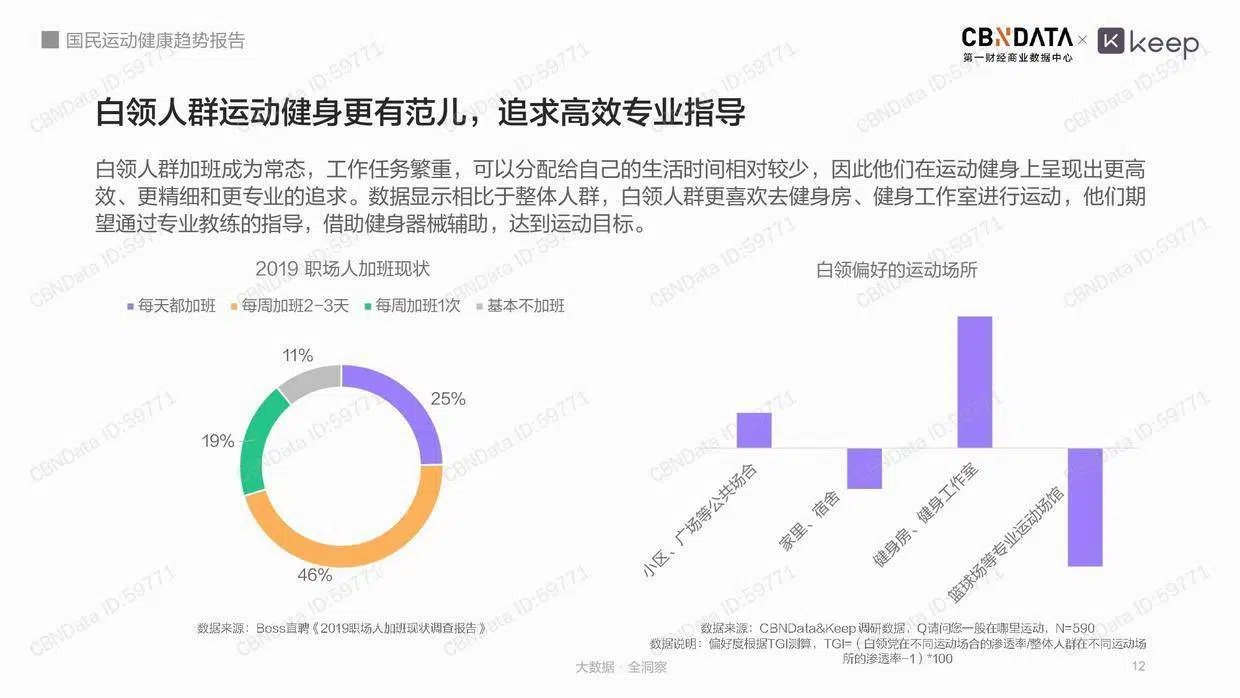 国民运动健康趋势报告
CBNDATA
第一财经商业数据中心
×
keep
白领人群运动健身更有范儿，追求高效专业指导
白领人群加班成为常态，工作任务繁重，可以分配给自己的生活时间相对较少，因此他们在运动健身上呈现出更高
效、更精细和更专业的追求。数据显示相比于整体人群，白领人群更喜欢去健身房、健身工作室进行运动，他们期
望通过专业教练的指导，借助健身器械辅助，达到运动目标。
2019 职场人加班现状
每天都加班 每周加班2-3天 每周加班1次 基本不加班
11%
25%
19%
46%
数据来源：Boss直聘《2019职场人加班现状调查报告》
白领偏好的运动场所
小区、广场等公共场合
家里、宿舍
健身房、健身工作室
篮球场等专业运动场馆
数据来源：CBNData&Keep调研数据，Q请问您一般在哪里运动，N=590
数据说明：偏好度根据TGI测算，TGI=（白领党在不同运动场合的渗透率/整体人群在不同运动场
所的渗透率-1）*100
大数据 · 全洞察
12
CBNData ID:59771